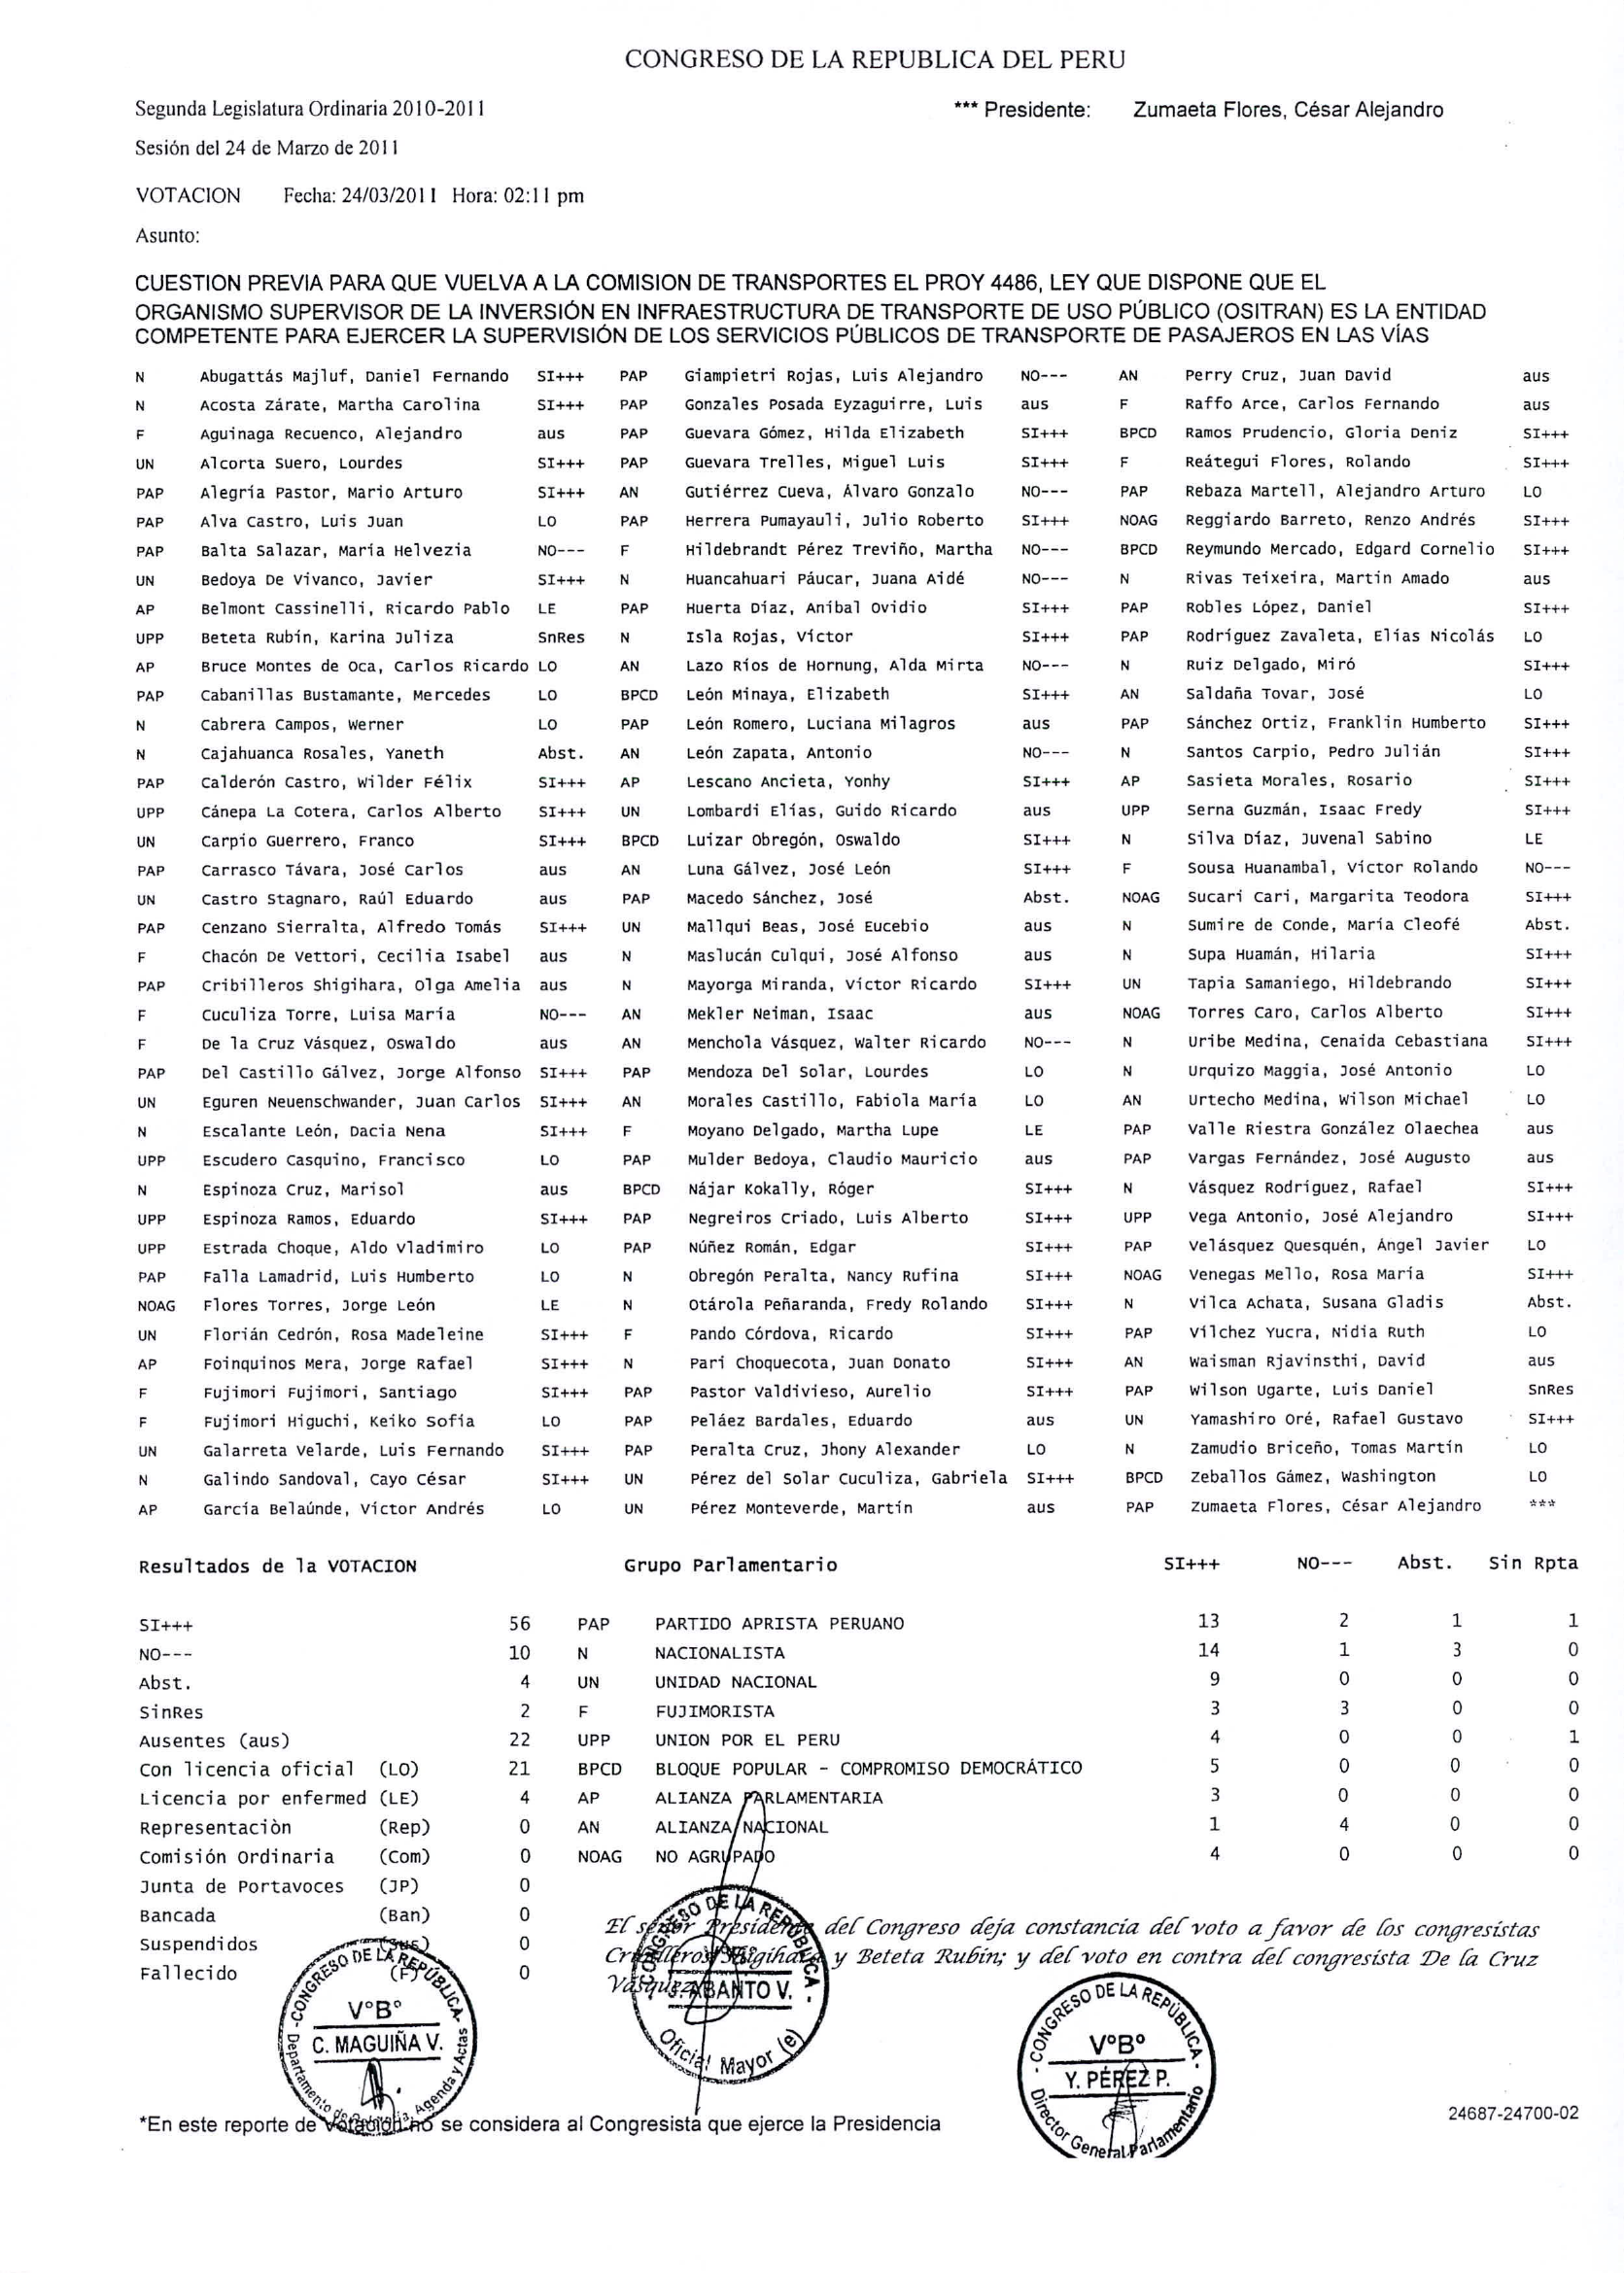 CONGRESO DE LA REPUBLICA DEL PERU
Segunda Legislatura Ordinaria 2010-2011 *** Presidente: Zumaeta Flores, César Alejandro
Sesión del 24 de Marzo de 2011
VOTACION Fecha: 24/03/2011 Hora: 02:11 pm
Asunto:
CUESTION PREVIA PARA QUE VUELVA A LA COMISION DE TRANSPORTES EL PROY 4486, LEY QUE DISPONE QUE EL
ORGANISMO SUPERVISOR DE LA INVERSIÓN EN INFRAESTRUCTURA DE TRANSPORTE DE USO PÚBLICO (OSITRAN) ES LA ENTIDAD
COMPETENTE PARA EJERCER LA SUPERVISIÓN DE LOS SERVICIOS PÚBLICOS DE TRANSPORTE DE PASAJEROS EN LAS VÍAS
N Abugattás Majluf, Daniel Fernando SI+++ PAP Giampietri Rojas, Luis Alejandro NO--- AN Perry Cruz, Juan David aus
N Acosta Zárate, Martha Carolina SI+++ PAP Gonzales Posada Eyzaguirre, Luis aus F Raffo Arce, Carlos Fernando aus
F Aguinaga Recuenco, Alejandro aus PAP Guevara Gómez, Hilda Elizabeth SI+++ BPCD Ramos Prudencio, Gloria Deniz SI+++
UN Alcorta Suero, Lourdes SI+++ PAP Guevara Trelles, Miguel Luis SI+++ F Reátegui Flores, Rolando SI+++
PAP Alegría Pastor, Mario Arturo SI+++ AN Gutiérrez Cueva, Álvaro Gonzalo NO--- PAP Rebaza Martell, Alejandro Arturo LO
PAP Alva Castro, Luis Juan LO PAP Herrera Pumayauli, Julio Roberto SI+++ NOAG Reggiardo Barreto, Renzo Andrés SI+++
PAP Balta Salazar, María Helvezia NO--- F Hildebrandt Pérez Treviño, Martha NO--- BPCD Reymundo Mercado, Edgard Cornelio SI+++
UN Bedoya De Vivanco, Javier SI+++ N Huancahuari Páucar, Juana Aidé NO--- N Rivas Teixeira, Martin Amado aus
AP Belmont Cassinelli, Ricardo Pablo LE PAP Huerta Díaz, Aníbal Ovidio SI+++ PAP Robles López, Daniel SI+++
UPP Beteta Rubín, Karina Juliza SnRes N Isla Rojas, Víctor SI+++ PAP Rodríguez Zavaleta, Elías Nicolás LO
AP Bruce Montes de Oca, Carlos Ricardo LO AN Lazo Ríos de Hornung, Alda Mirta NO--- N Ruiz Delgado, Miró SI+++
PAP Cabanillas Bustamante, Mercedes LO BPCD León Minaya, Elizabeth SI+++ AN Saldaña Tovar, José LO
N Cabrera Campos, Werner LO PAP León Romero, Luciana Milagros aus PAP Sánchez Ortiz, Franklin Humberto SI+++
N Cajahuanca Rosales, Yaneth Abst. AN León Zapata, Antonio NO--- N Santos Carpio, Pedro Julián SI+++
PAP Calderón Castro, Wilder Félix SI+++ AP Lescano Ancieta, Yonhy SI+++ AP Sasieta Morales, Rosario SI+++
UPP Cánepa La Cotera, Carlos Alberto SI+++ UN Lombardi Elías, Guido Ricardo aus UPP Serna Guzmán, Isaac Fredy SI+++
UN Carpio Guerrero, Franco SI+++ BPCD Luizar Obregón, Oswaldo SI+++ N Silva Díaz, Juvenal Sabino LE
PAP Carrasco Távara, José Carlos aus AN Luna Gálvez, José León SI+++ F Sousa Huanambal, Víctor Rolando NO---
UN Castro Stagnaro, Raúl Eduardo aus PAP Macedo Sánchez, José Abst. NOAG Sucari Cari, Margarita Teodora SI+++
PAP Cenzano Sierralta, Alfredo Tomás SI+++ UN Mallqui Beas, José Eucebio aus N Sumire de Conde, María Cleofé Abst.
F Chacón De Vettori, Cecilia Isabel aus N Maslucán Culqui, José Alfonso aus N Supa Huamán, Hilaria SI+++
PAP Cribilleros Shigihara, Olga Amelia aus N Mayorga Miranda, Víctor Ricardo SI+++ UN Tapia Samaniego, Hildebrando SI+++
F Cuculiza Torre, Luisa María NO--- AN Mekler Neiman, Isaac aus NOAG Torres Caro, Carlos Alberto SI+++
F De la Cruz Vásquez, Oswaldo aus AN Menchola Vásquez, Walter Ricardo NO--- N Uribe Medina, Cenaida Cebastiana SI+++
PAP Del Castillo Gálvez, Jorge Alfonso SI+++ PAP Mendoza Del Solar, Lourdes LO N Urquizo Maggia, José Antonio LO
UN Eguren Neuenschwander, Juan Carlos SI+++ AN Morales Castillo, Fabiola María LO AN Urtecho Medina, Wilson Michael LO
N Escalante León, Dacia Nena SI+++ F Moyano Delgado, Martha Lupe LE PAP Valle Riestra González Olaechea aus
UPP Escudero Casquino, Francisco LO PAP Mulder Bedoya, Claudio Mauricio aus PAP Vargas Fernández, José Augusto aus
N Espinoza Cruz, Marisol aus BPCD Nájar Kokally, Róger SI+++ N Vásquez Rodríguez, Rafael SI+++
UPP Espinoza Ramos, Eduardo SI+++ PAP Negreiros Criado, Luis Alberto SI+++ UPP Vega Antonio, José Alejandro SI+++
UPP Estrada Choque, Aldo Vladimiro LO PAP Núñez Román, Edgar SI+++ PAP Velásquez Quesquén, Ángel Javier LO
PAP Falla Lamadrid, Luis Humberto LO N Obregón Peralta, Nancy Rufina SI+++ NOAG Venegas Mello, Rosa María SI+++
NOAG Flores Torres, Jorge León LE N Otárola Peñaranda, Fredy Rolando SI+++ N Vilca Achata, Susana Gladis Abst.
UN Florián Cedrón, Rosa Madeleine SI+++ F Pando Córdova, Ricardo SI+++ PAP Vilchez Yucra, Nidia Ruth LO
AP Foinquinos Mera, Jorge Rafael SI+++ N Pari Choquecota, Juan Donato SI+++ AN Waisman Rjavinsthi, David aus
F Fujimori Fujimori, Santiago SI+++ PAP Pastor Valdivieso, Aurelio SI+++ PAP Wilson Ugarte, Luis Daniel SnRes
F Fujimori Higuchi, Keiko Sofía LO PAP Peláez Bardales, Eduardo aus UN Yamashiro Oré, Rafael Gustavo SI+++
UN Galarreta Velarde, Luis Fernando SI+++ PAP Peralta Cruz, Jhony Alexander LO N Zamudio Briceño, Tomas Martín LO
N Galindo Sandoval, Cayo César SI+++ UN Pérez del Solar Cuculiza, Gabriela SI+++ BPCD Zeballos Gámez, Washington LO
AP García Belaúnde, Víctor Andrés LO UN Pérez Monteverde, Martín aus PAP Zumaeta Flores, César Alejandro ***
Resultados de la VOTACION Grupo Parlamentario SI+++ NO--- Abst. Sin Rpta
SI+++ 56 PAP PARTIDO APRISTA PERUANO 13 2 1 1
NO--- 10 N NACIONALISTA 14 1 3 0
Abst. 4 UN UNIDAD NACIONAL 9 0 0 0
SinRes 2 F FUJIMORISTA 3 3 0 0
Ausentes (aus) 22 UPP UNION POR EL PERU 4 0 0 1
Con licencia oficial (LO) 21 BPCD BLOQUE POPULAR - COMPROMISO DEMOCRÁTICO 5 0 0 0
Licencia por enfermed (LE) 4 AP ALIANZA PARLAMENTARIA 3 0 0 0
Representaciòn (Rep) 0 AN ALIANZA NACIONAL 1 4 0 0
Comisión Ordinaria (Com) 0 NOAG NO AGRUPADO 4 0 0 0
Junta de Portavoces (JP) 0
Bancada (Ban) 0
Suspendidos (Sus) 0
Fallecido (F) 0
El señor Presidente del Congreso deja constancia del voto a favor de los congresistas
Cribilleros Shigihara y Beteta Rubín; y del voto en contra del congresista De la Cruz
Vásquez
CONGRESO DE LA REPÚBLICA
V°B°
C. MAGUIÑA V.
Departamento de Relatoría, Agenda y Actas
CONGRESO DE LA REPÚBLICA
J. ABANTO V.
Oficial Mayor (e)
CONGRESO DE LA REPÚBLICA
V°B°
Y. PÉREZ P.
Director General Parlamentario
*En este reporte de votación no se considera al Congresista que ejerce la Presidencia
24687-24700-02